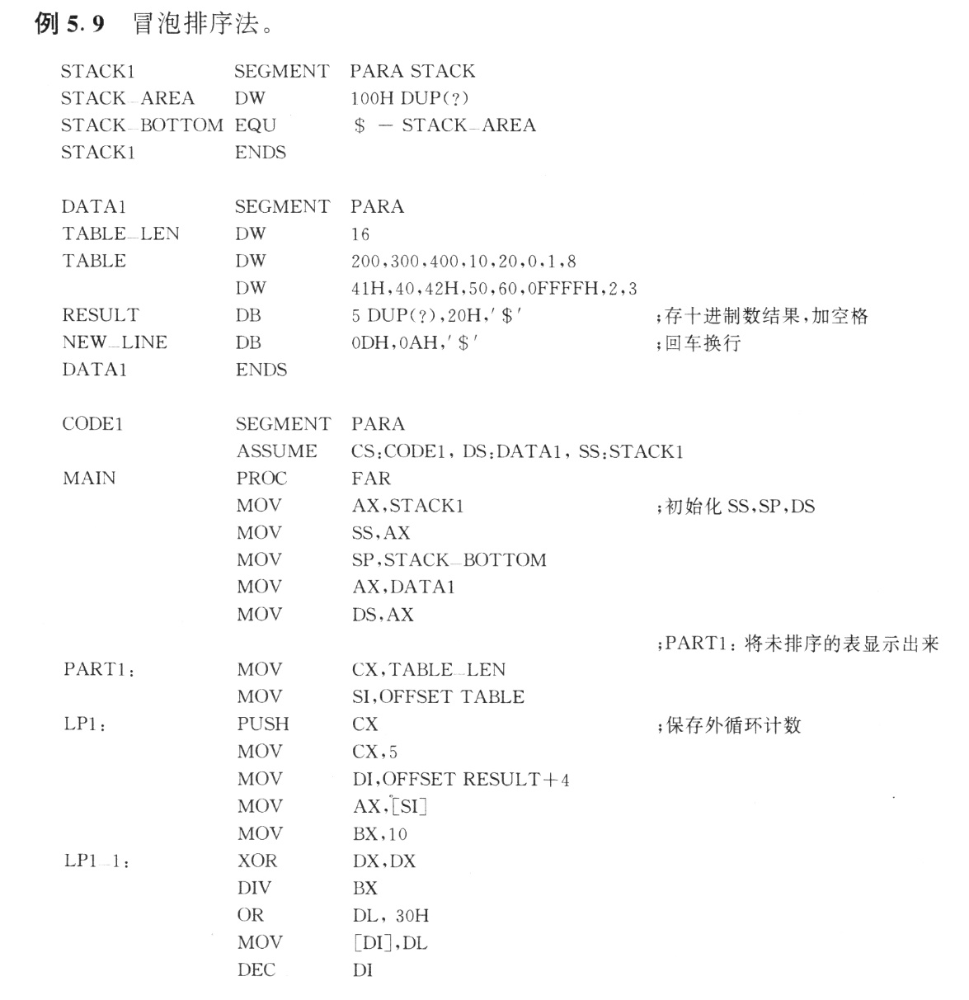 例 5.9 冒泡排序法。
STACK1 SEGMENT PARA STACK
STACK_AREA DW 100H DUP(?)
STACK_BOTTOM EQU $ - STACK_AREA
STACK1 ENDS
DATA1 SEGMENT PARA
TABLE_LEN DW 16
TABLE DW 200,300,400,10,20,0,1,8
DW 41H,40,42H,50,60,0FFFFH,2,3
RESULT DB 5 DUP(?),20H,'$' ;存十进制数结果,加空格
NEW_LINE DB 0DH,0AH,'$' ;回车换行
DATA1 ENDS
CODE1 SEGMENT PARA
ASSUME CS:CODE1, DS:DATA1, SS:STACK1
MAIN PROC FAR
MOV AX,STACK1 ;初始化 SS,SP,DS
MOV SS,AX
MOV SP,STACK_BOTTOM
MOV AX,DATA1
MOV DS,AX
;PART1: 将未排序的表显示出来
PART1: MOV CX,TABLE_LEN
MOV SI,OFFSET TABLE
LP1: PUSH CX ;保存外循环计数
MOV CX,5
MOV DI,OFFSET RESULT+4
MOV AX,[SI]
MOV BX,10
LP1_1: XOR DX,DX
DIV BX
OR DL, 30H
MOV [DI],DL
DEC DI